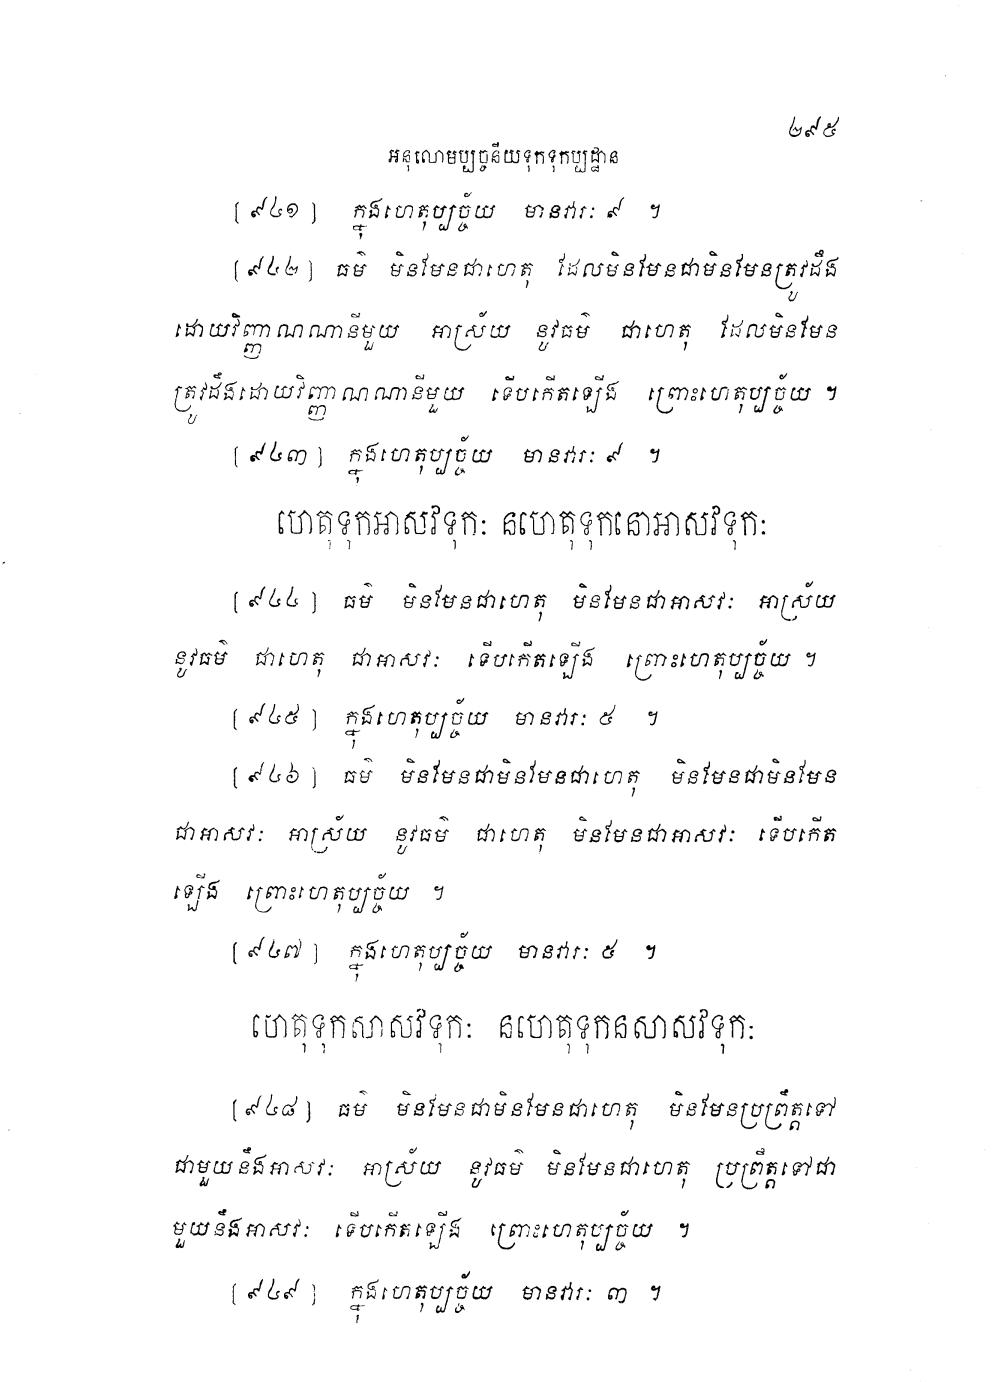 ២៩៥
អនុលោមប្បច្ចនីយទុកទុកប្បដ្ឋាន
[៩៤១] ក្នុងហេតុប្បច្ច័យ មានវារៈ ៩ ។
[៩៤២] ធម៌ មិនមែនជាហេតុ ដែលមិនមែនជាមិនមែនត្រូវដឹង
ដោយវិញ្ញាណណានីមួយ អាស្រ័យ នូវធម៌ ជាហេតុ ដែលមិនមែន
ត្រូវដឹងដោយវិញ្ញាណណានីមួយ ទើបកើតឡើង ព្រោះហេតុប្បច្ច័យ ។
[៩៤៣] ក្នុងហេតុប្បច្ច័យ មានវារៈ ៩ ។
ហេតុទុកអាសវទុកៈ នហេតុទុកនោអាសវទុកៈ
[៩៤៤] ធម៌ មិនមែនជាហេតុ មិនមែនជាអាសវៈ អាស្រ័យ
នូវធម៌ ជាហេតុ ជាអាសវៈ ទើបកើតឡើង ព្រោះហេតុប្បច្ច័យ ។
[៩៤៥] ក្នុងហេតុប្បច្ច័យ មានវារៈ ៥ ។
[៩៤៦] ធម៌ មិនមែនជាមិនមែនជាហេតុ មិនមែនជាមិនមែន
ជាអាសវៈ អាស្រ័យ នូវធម៌ ជាហេតុ មិនមែនជាអាសវៈ ទើបកើត
ឡើង ព្រោះហេតុប្បច្ច័យ ។
[៩៤៧] ក្នុងហេតុប្បច្ច័យ មានវារៈ ៥ ។
ហេតុទុកសាសវទុកៈ នហេតុទុកនសាសវទុកៈ
[៩៤៨] ធម៌ មិនមែនជាមិនមែនជាហេតុ មិនមែនប្រព្រឹត្តទៅ
ជាមួយនឹងអាសវៈ អាស្រ័យ នូវធម៌ មិនមែនជាហេតុ ប្រព្រឹត្តទៅជា
មួយនឹងអាសវៈ ទើបកើតឡើង ព្រោះហេតុប្បច្ច័យ ។
[៩៤៩] ក្នុងហេតុប្បច្ច័យ មានវារៈ ៣ ។